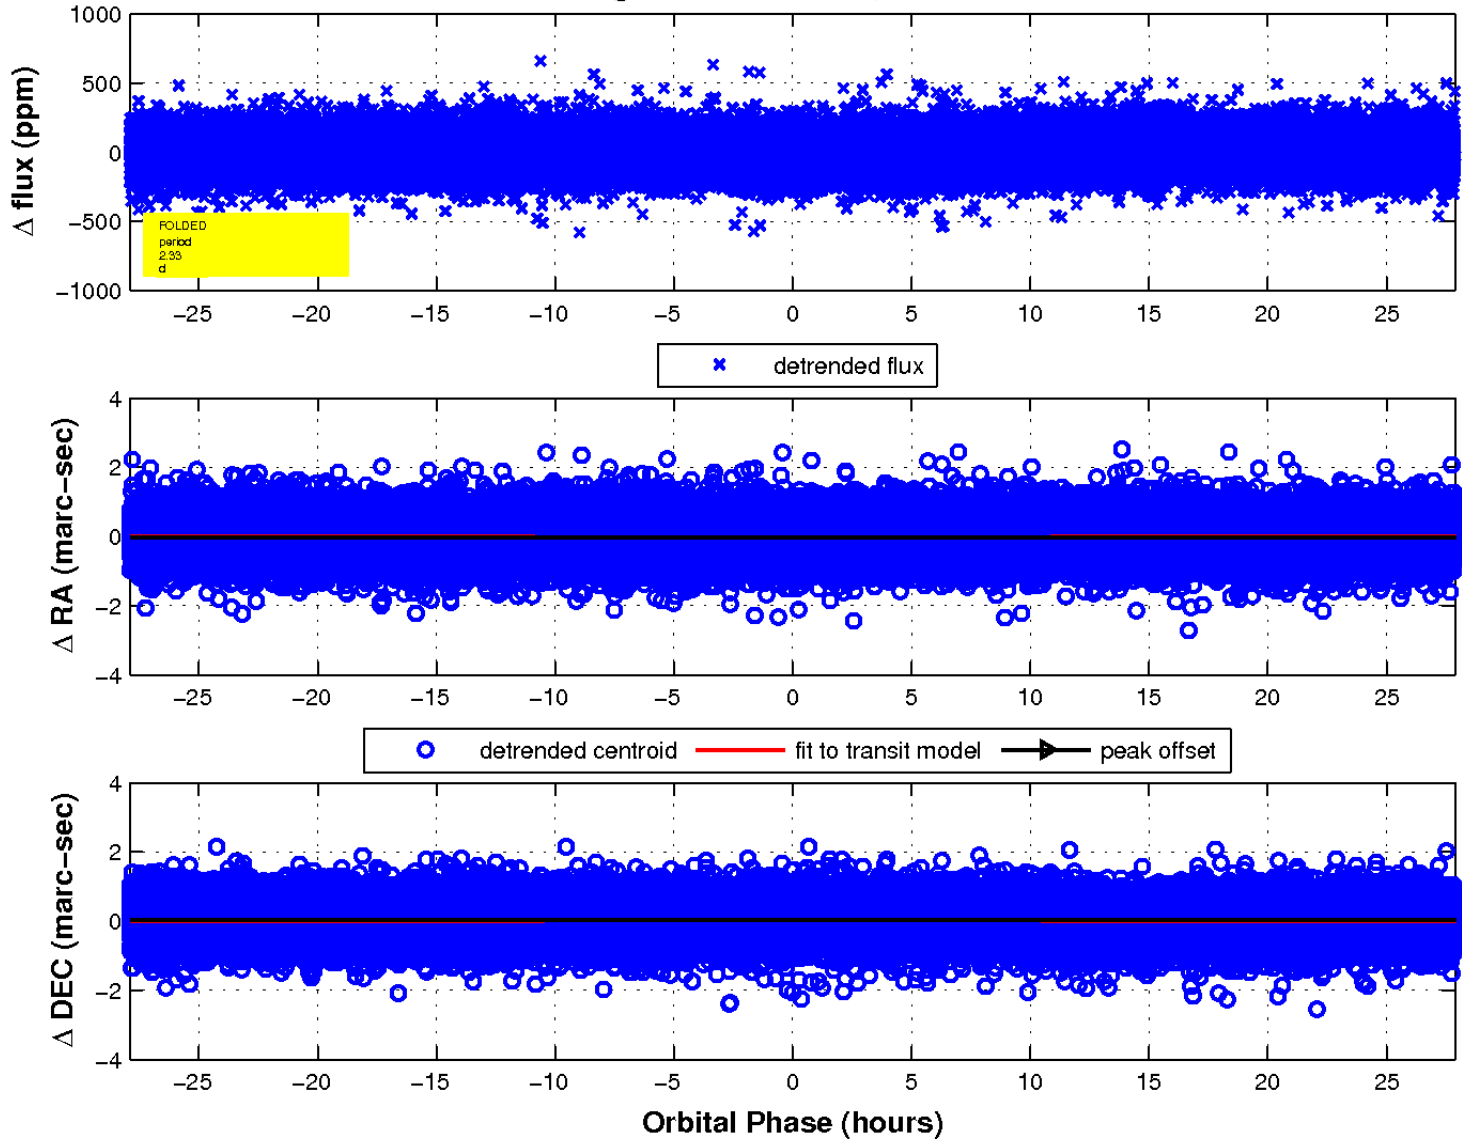 1000
500
0
−500
−1000
Δ flux (ppm)
FOLDED
period
2.33
d
−25 −20 −15 −10 −5 0 5 10 15 20 25
detrended flux
4
2
0
−2
−4
Δ RA (marc−sec)
−25 −20 −15 −10 −5 0 5 10 15 20 25
detrended centroid fit to transit model peak offset
4
2
0
−2
−4
Δ DEC (marc−sec)
−25 −20 −15 −10 −5 0 5 10 15 20 25
Orbital Phase (hours)